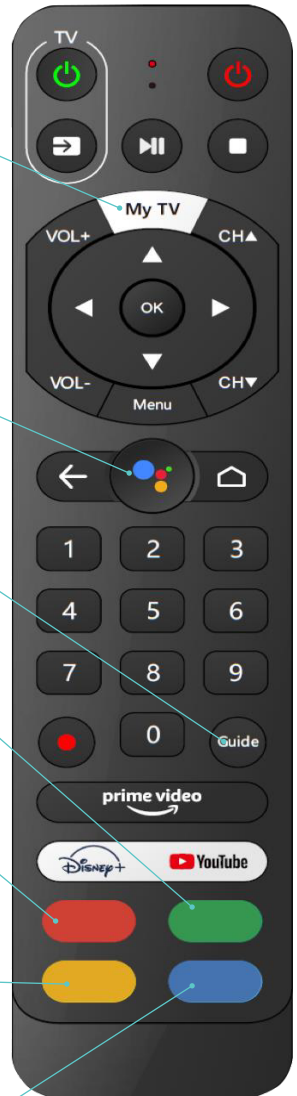 TV
My TV
VOL+ CH▲
OK
VOL- CH▼
Menu
1 2 3
4 5 6
7 8 9
0 Guide
prime video
Disney+ YouTube